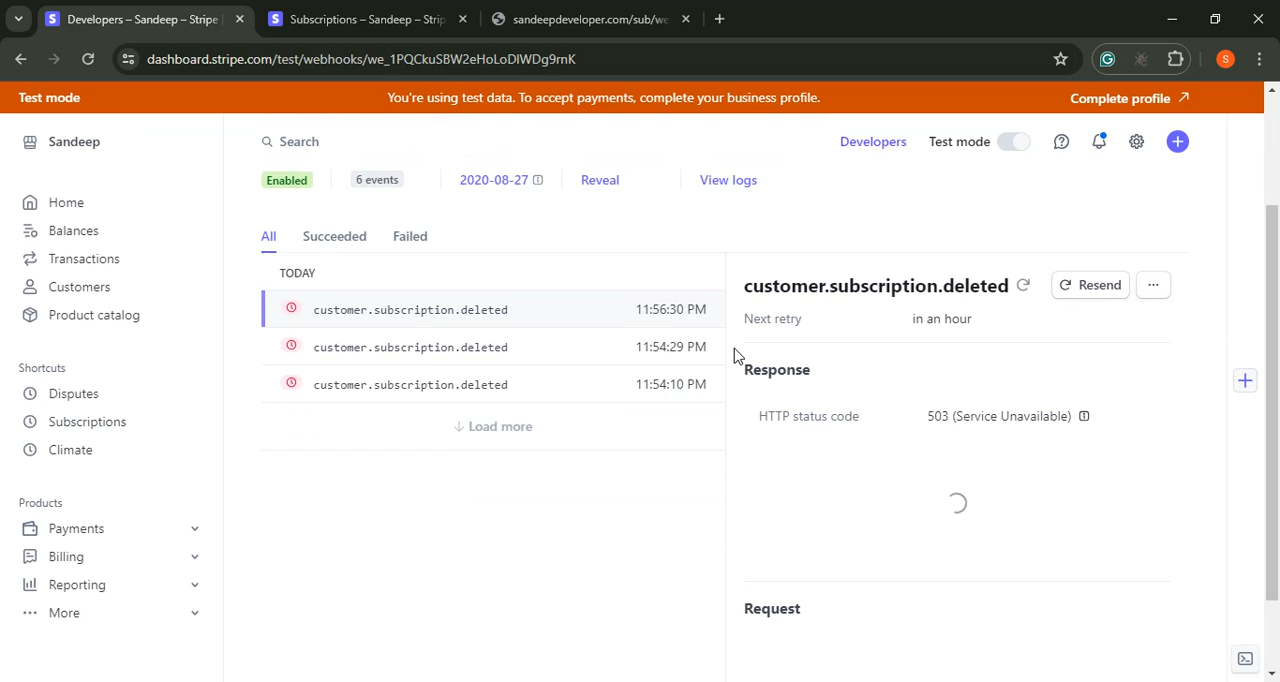 Developers – Sandeep – Stripe
Subscriptions – Sandeep – Strip
sandeepdeveloper.com/sub/we
dashboard.stripe.com/test/webhooks/we_1PQCkuSBW2eHoLoDIWDg9rnK
S
Test mode
You're using test data. To accept payments, complete your business profile.
Complete profile
Sandeep
Search
Developers
Test mode
Enabled
6 events
2020-08-27
Reveal
View logs
Home
Balances
Transactions
Customers
Product catalog
Shortcuts
Disputes
Subscriptions
Climate
Products
Payments
Billing
Reporting
More
All
Succeeded
Failed
TODAY
customer.subscription.deleted 11:56:30 PM
customer.subscription.deleted 11:54:29 PM
customer.subscription.deleted 11:54:10 PM
Load more
customer.subscription.deleted
Resend
Next retry in an hour
Response
HTTP status code 503 (Service Unavailable)
Request